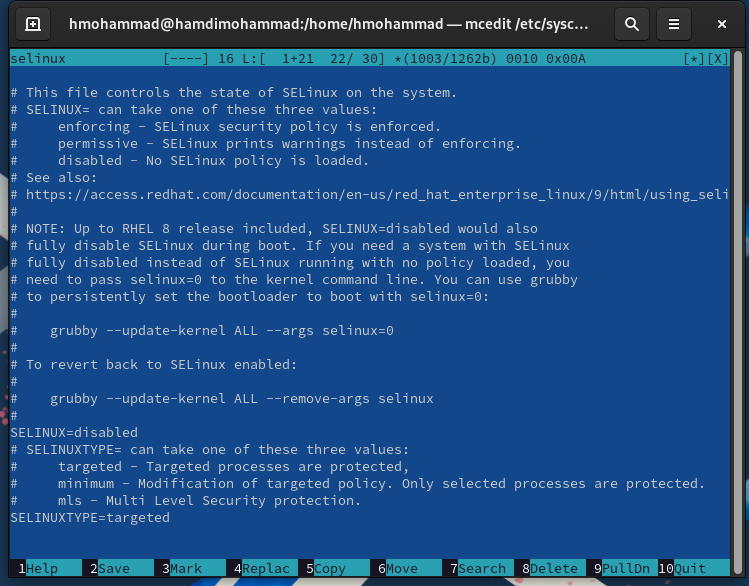 hmohammad@hamdimohammad:/home/hmohammad — mcedit /etc/sysc...
selinux [----] 16 L:[ 1+21 22/ 30] *(1003/1262b) 0010 0x00A [*][X]
# This file controls the state of SELinux on the system.
# SELINUX= can take one of these three values:
#     enforcing - SELinux security policy is enforced.
#     permissive - SELinux prints warnings instead of enforcing.
#     disabled - No SELinux policy is loaded.
# See also:
# https://access.redhat.com/documentation/en-us/red_hat_enterprise_linux/9/html/using_seli
#
# NOTE: Up to RHEL 8 release included, SELINUX=disabled would also
# fully disable SELinux during boot. If you need a system with SELinux
# fully disabled instead of SELinux running with no policy loaded, you
# need to pass selinux=0 to the kernel command line. You can use grubby
# to persistently set the bootloader to boot with selinux=0:
#
#    grubby --update-kernel ALL --args selinux=0
#
# To revert back to SELinux enabled:
#
#    grubby --update-kernel ALL --remove-args selinux
#
SELINUX=disabled
# SELINUXTYPE= can take one of these three values:
#     targeted - Targeted processes are protected,
#     minimum - Modification of targeted policy. Only selected processes are protected.
#     mls - Multi Level Security protection.
SELINUXTYPE=targeted
1Help 2Save 3Mark 4Replac 5Copy 6Move 7Search 8Delete 9PullDn 10Quit